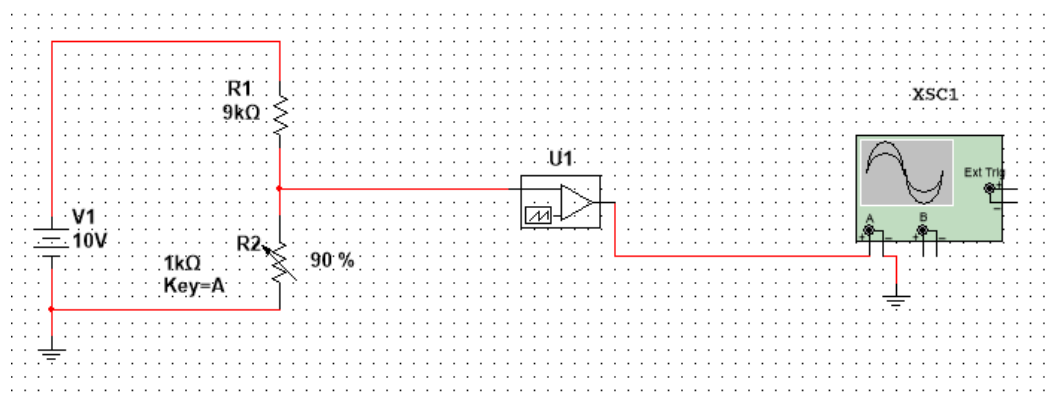 R1
9kΩ
XSC1
U1
Ext Trig
+
−
V1
10V
R2
90 %
1kΩ
Key=A
A
B
+
−
+
−